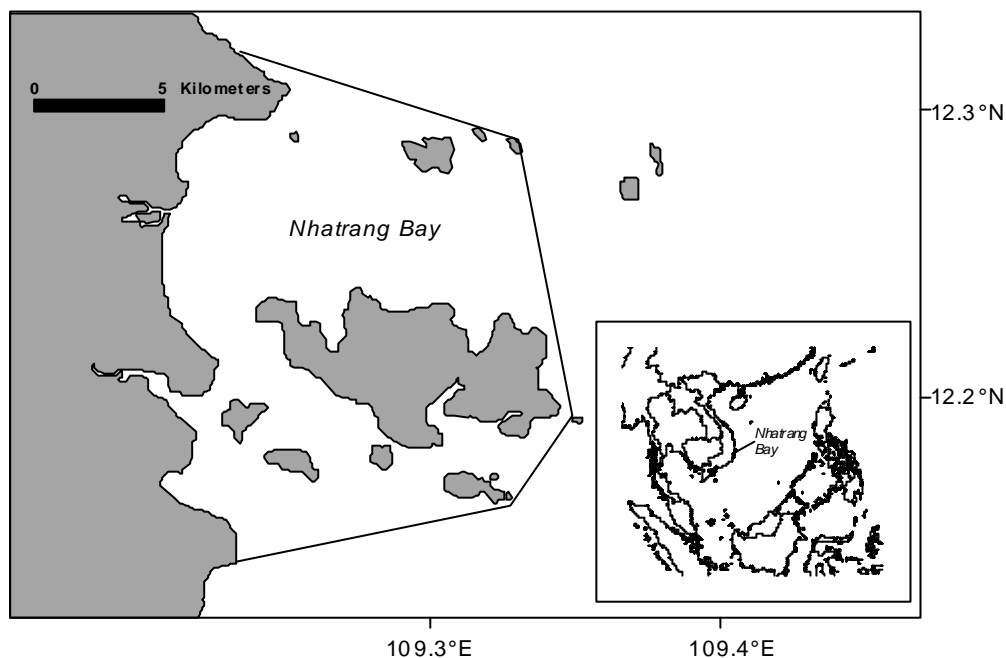 0 5 Kilometers
12.3°N
Nhatrang Bay
12.2°N
Nhatrang
Bay
109.3°E 109.4°E